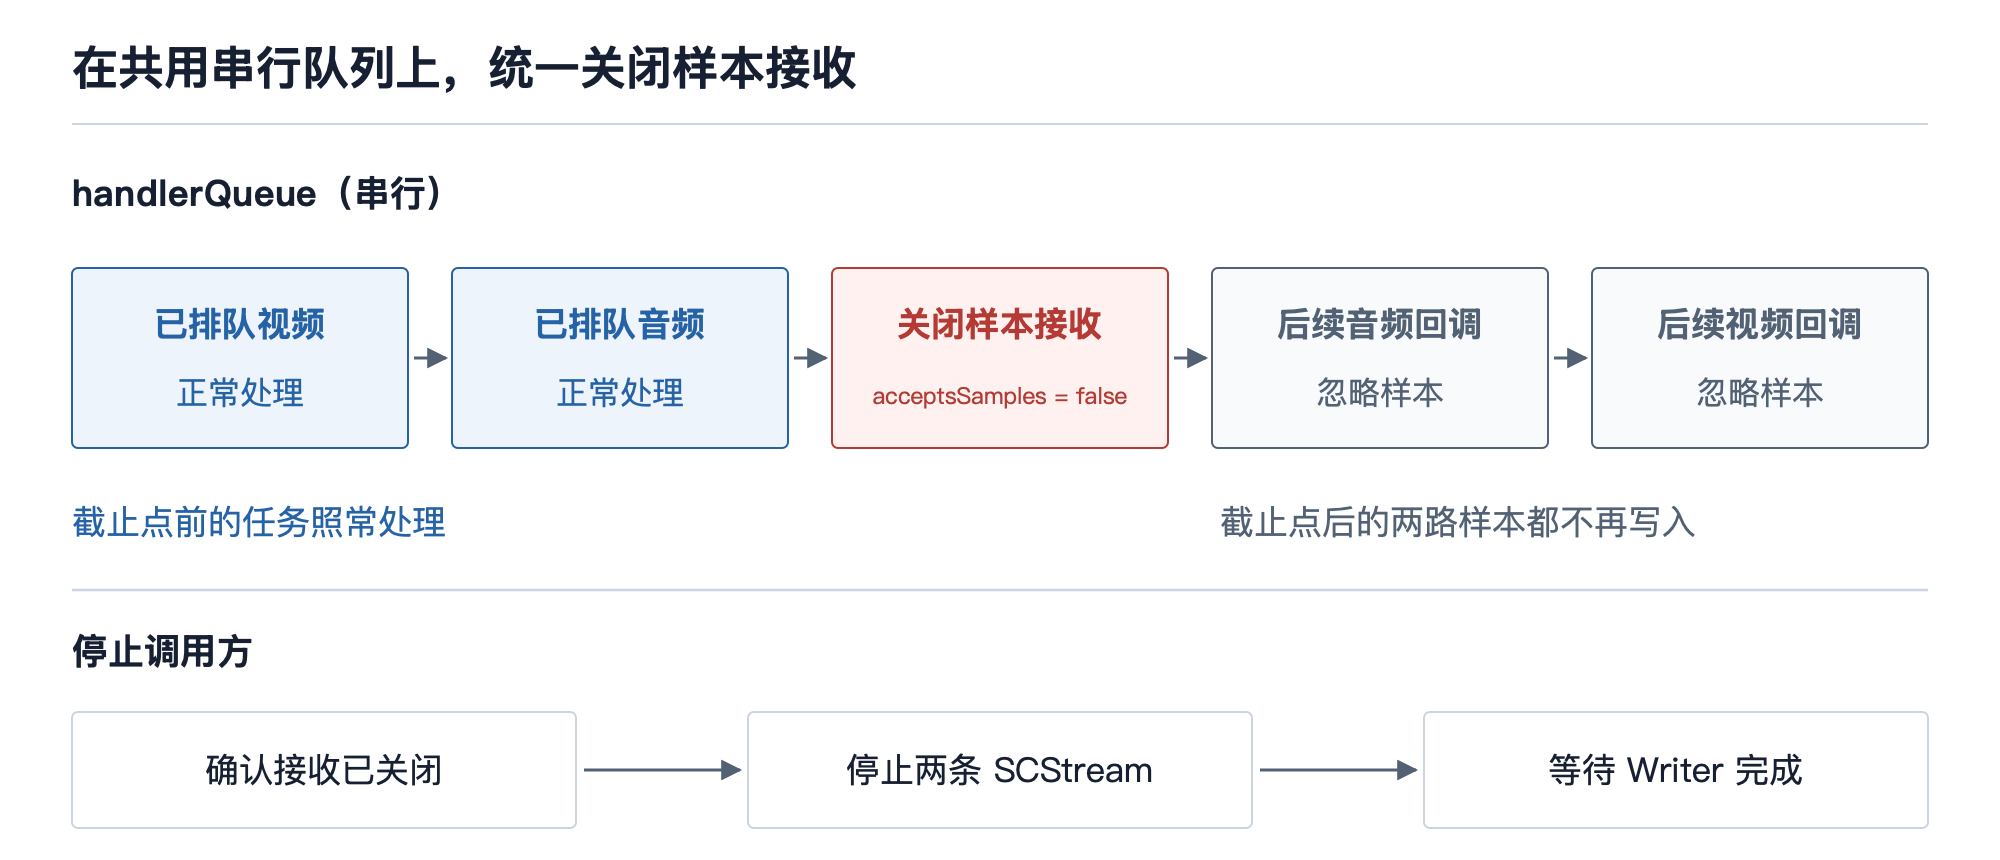 在共用串行队列上，统一关闭样本接收
handlerQueue（串行）
已排队视频
正常处理
已排队音频
正常处理
关闭样本接收
acceptsSamples = false
后续音频回调
忽略样本
后续视频回调
忽略样本
截止点前的任务照常处理
截止点后的两路样本都不再写入
停止调用方
确认接收已关闭
停止两条 SCStream
等待 Writer 完成